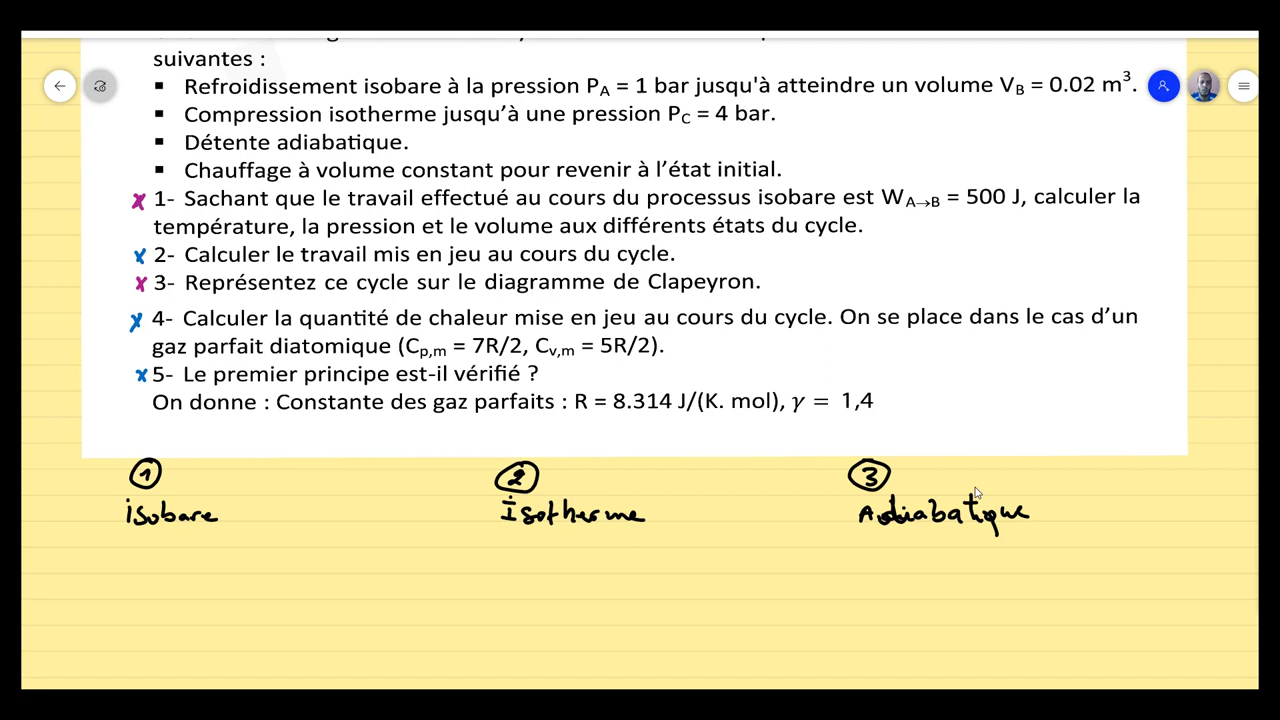 suivantes :
▪ Refroidissement isobare à la pression P_A = 1 bar jusqu'à atteindre un volume V_B = 0.02 m³.
▪ Compression isotherme jusqu'à une pression P_C = 4 bar.
▪ Détente adiabatique.
▪ Chauffage à volume constant pour revenir à l'état initial.
x 1- Sachant que le travail effectué au cours du processus isobare est W_A→B = 500 J, calculer la
température, la pression et le volume aux différents états du cycle.
x 2- Calculer le travail mis en jeu au cours du cycle.
x 3- Représentez ce cycle sur le diagramme de Clapeyron.
x 4- Calculer la quantité de chaleur mise en jeu au cours du cycle. On se place dans le cas d'un
gaz parfait diatomique (C_p,m = 7R/2, C_v,m = 5R/2).
x 5- Le premier principe est-il vérifié ?
On donne : Constante des gaz parfaits : R = 8.314 J/(K. mol), γ = 1,4
① ② ③
isobare Isotherme Adiabatique